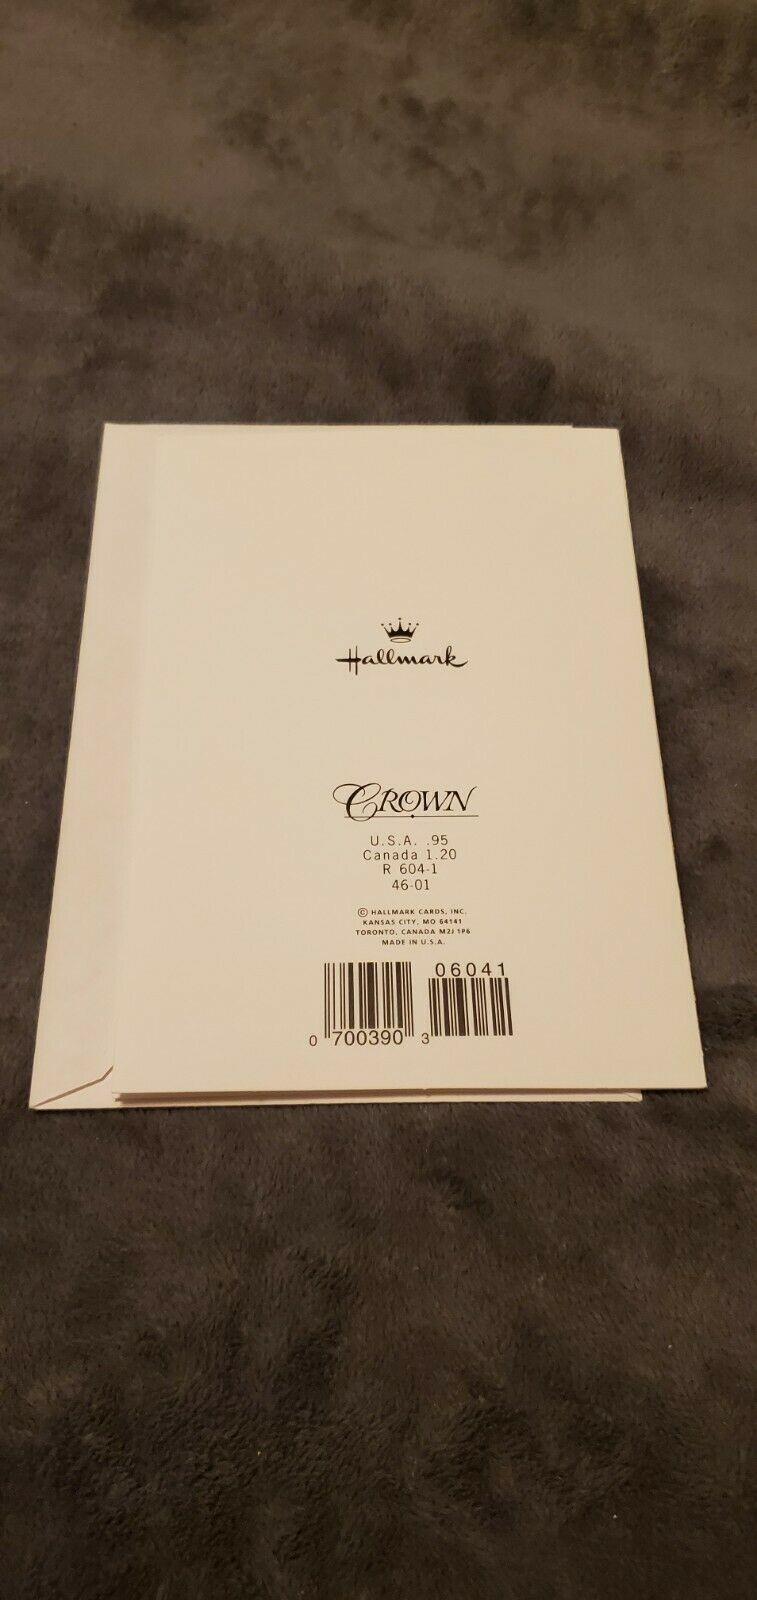 Hallmark
CROWN
U.S.A. .95
Canada 1.20
R 604-1
46-01
© HALLMARK CARDS, INC.
KANSAS CITY, MO 64141
TORONTO, CANADA M2J 1P6
MADE IN U.S.A.
06041
0 700390 3